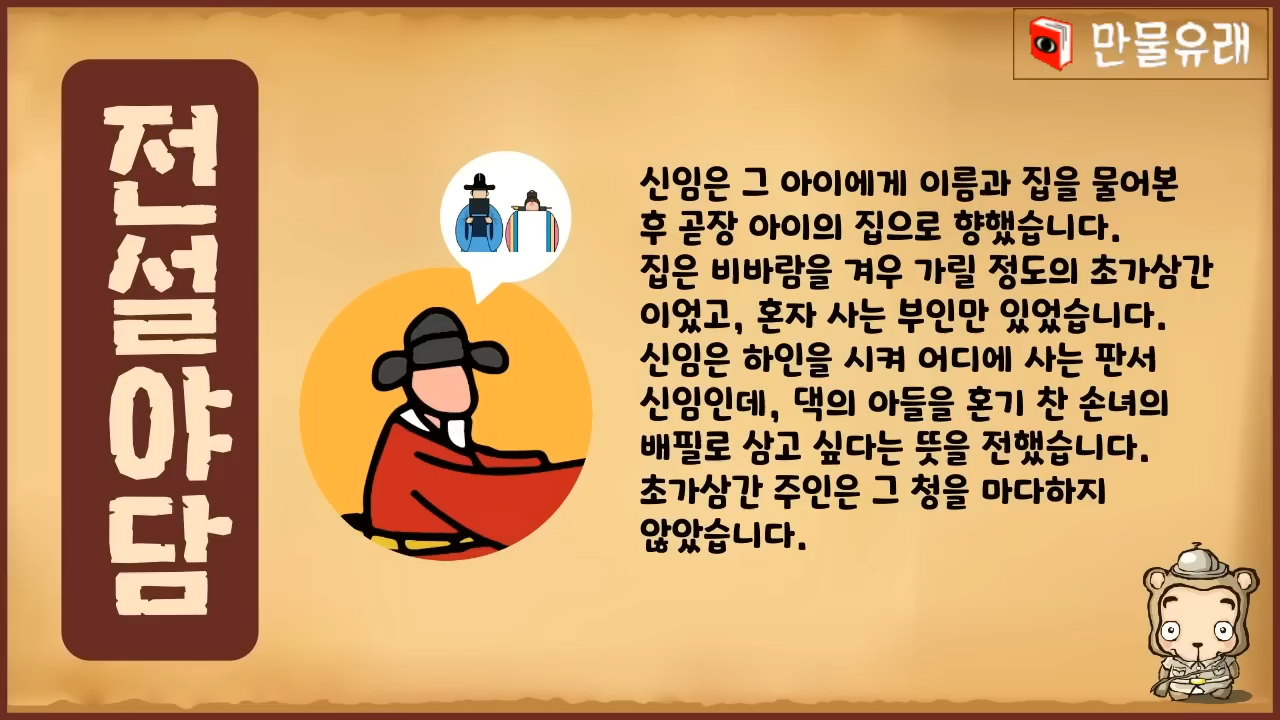 만물유래
전설야담
신임은 그 아이에게 이름과 집을 물어본
후 곧장 아이의 집으로 향했습니다.
집은 비바람을 겨우 가릴 정도의 초가삼간
이었고, 혼자 사는 부인만 있었습니다.
신임은 하인을 시켜 어디에 사는 판서
신임인데, 댁의 아들을 혼기 찬 손녀의
배필로 삼고 싶다는 뜻을 전했습니다.
초가삼간 주인은 그 청을 마다하지
않았습니다.